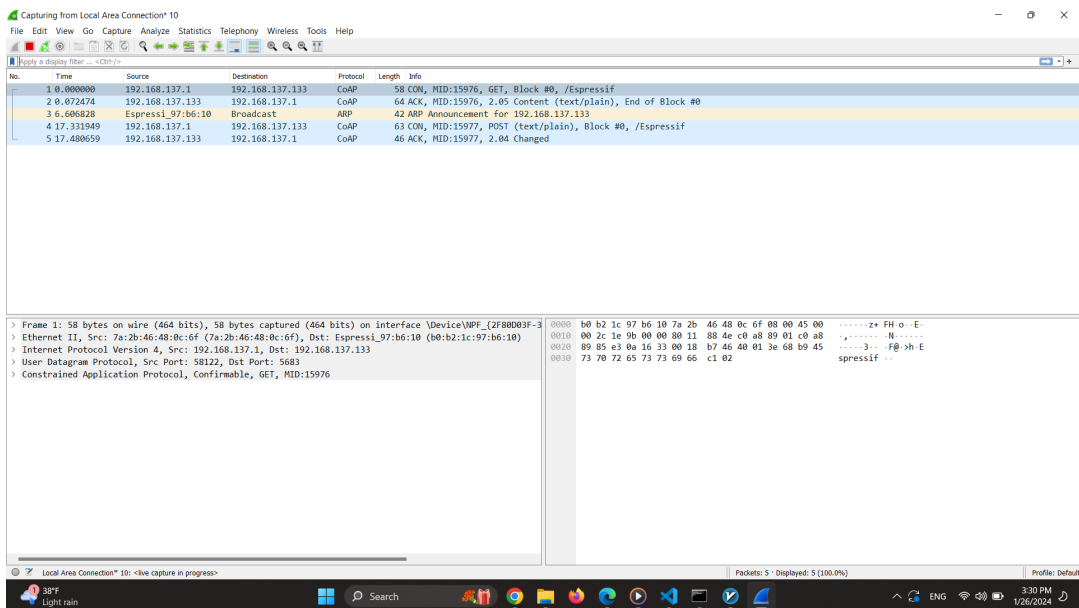 Capturing from Local Area Connection* 10
File Edit View Go Capture Analyze Statistics Telephony Wireless Tools Help
Apply a display filter ... <Ctrl-/>
No. Time Source Destination Protocol Length Info
1 0.000000 192.168.137.1 192.168.137.133 CoAP 58 CON, MID:15976, GET, Block #0, /Espressif
2 0.072474 192.168.137.133 192.168.137.1 CoAP 64 ACK, MID:15976, 2.05 Content (text/plain), End of Block #0
3 6.606828 Espressi_97:b6:10 Broadcast ARP 42 ARP Announcement for 192.168.137.133
4 17.331949 192.168.137.1 192.168.137.133 CoAP 63 CON, MID:15977, POST (text/plain), Block #0, /Espressif
5 17.480659 192.168.137.133 192.168.137.1 CoAP 46 ACK, MID:15977, 2.04 Changed
> Frame 1: 58 bytes on wire (464 bits), 58 bytes captured (464 bits) on interface \Device\NPF_{2F80D03F-3
> Ethernet II, Src: 7a:2b:46:48:0c:6f (7a:2b:46:48:0c:6f), Dst: Espressi_97:b6:10 (b0:b2:1c:97:b6:10)
> Internet Protocol Version 4, Src: 192.168.137.1, Dst: 192.168.137.133
> User Datagram Protocol, Src Port: 58122, Dst Port: 5683
> Constrained Application Protocol, Confirmable, GET, MID:15976
0000 b0 b2 1c 97 b6 10 7a 2b 46 48 0c 6f 08 00 45 00 ······z+ FH·o··E·
0010 00 2c 1e 9b 00 00 80 11 88 4e c0 a8 89 01 c0 a8 ·,······ ·N······
0020 89 85 e3 0a 16 33 00 18 b7 46 40 01 3e 68 b9 45 ·····3·· ·F@·>h·E
0030 73 70 72 65 73 73 69 66 c1 02 spressif ··
Local Area Connection* 10: <live capture in progress>
Packets: 5 · Displayed: 5 (100.0%)
Profile: Default
1
38°F
Light rain
Search
ENG
3:30 PM
1/26/2024